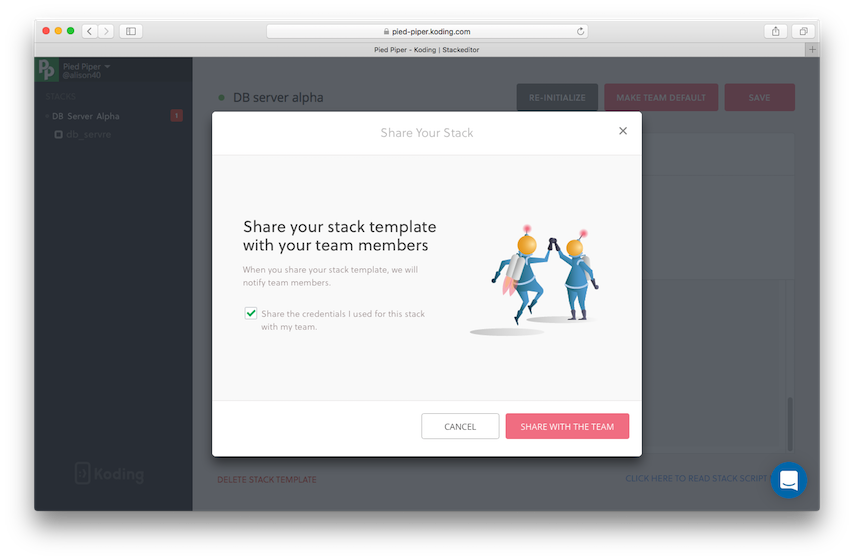 pied-piper.koding.com
Pied Piper - Koding | Stackeditor
Pied Piper
@alison40
STACKS
DB Server Alpha
db_server
DB server alpha
RE-INITIALIZE
MAKE TEAM DEFAULT
SAVE
Share Your Stack
Share your stack template
with your team members
When you share your stack template, we will
notify team members.
Share the credentials I used for this stack
with my team.
CANCEL
SHARE WITH THE TEAM
Koding
DELETE STACK TEMPLATE
CLICK HERE TO READ STACK SCRIPT